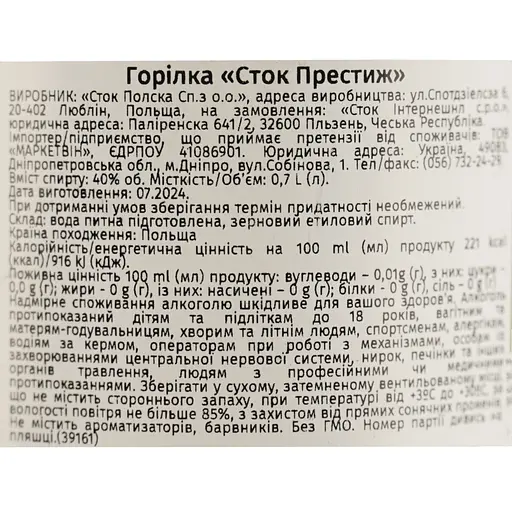 Горілка «Сток Престиж»
ВИРОБНИК: «Сток Полска Сп.з о.о.», адреса виробництва: ул.Спотдзіелсза 6,
20-402 Люблін, Польща, на замовлення: «Сток Інтернешнл с.р.о.»,
юридична адреса: Паліренска 641/2, 32600 Пльзень, Чеська Республіка.
Імпортер/підприємство, що приймає претензії від споживачів: ТОВ
«МАРКЕТВІН», ЄДРПОУ 41086901. Юридична адреса: Україна, 49083,
Дніпропетровська обл., м.Дніпро, вул.Собінова, 1. Тел/факс: (056) 732-24-29.
Вміст спирту: 40% об. Місткість/Об'єм: 0,7 L (л).
Дата виготовлення: 07.2024.
При дотриманні умов зберігання термін придатності необмежений.
Склад: вода питна підготовлена, зерновий етиловий спирт.
Країна походження: Польща
Калорійність/енергетична цінність на 100 ml (мл) продукту 221 kcal
(ккал)/916 kJ (кДж).
Поживна цінність 100 ml (мл) продукту: вуглеводи – 0,01g (г), з них: цукри -
0,0 g (г); жири - 0 g (г), із них: насичені – 0 g (г); білки - 0 g (г), сіль – 0 g (г)
Надмірне споживання алкоголю шкідливе для вашого здоров'я. Алкоголь
протипоказаний дітям та підліткам до 18 років, вагітним та
матерям-годувальницям, хворим та літнім людям, спортсменам, алергікам,
водіям за кермом, операторам при роботі з механізмами, особам із
захворюваннями центральної нервової системи, нирок, печінки та інших
органів травлення, людям з професійними чи медичними
протипоказаннями. Зберігати у сухому, затемненому вентильованому місці,
що не містить стороннього запаху, при температурі від +3°C до +30°C, за
вологості повітря не більше 85%, з захистом від прямих сонячних променів.
Не містить ароматизаторів, барвників. Без ГМО. Номер партії дивись на
пляшці.(39161)